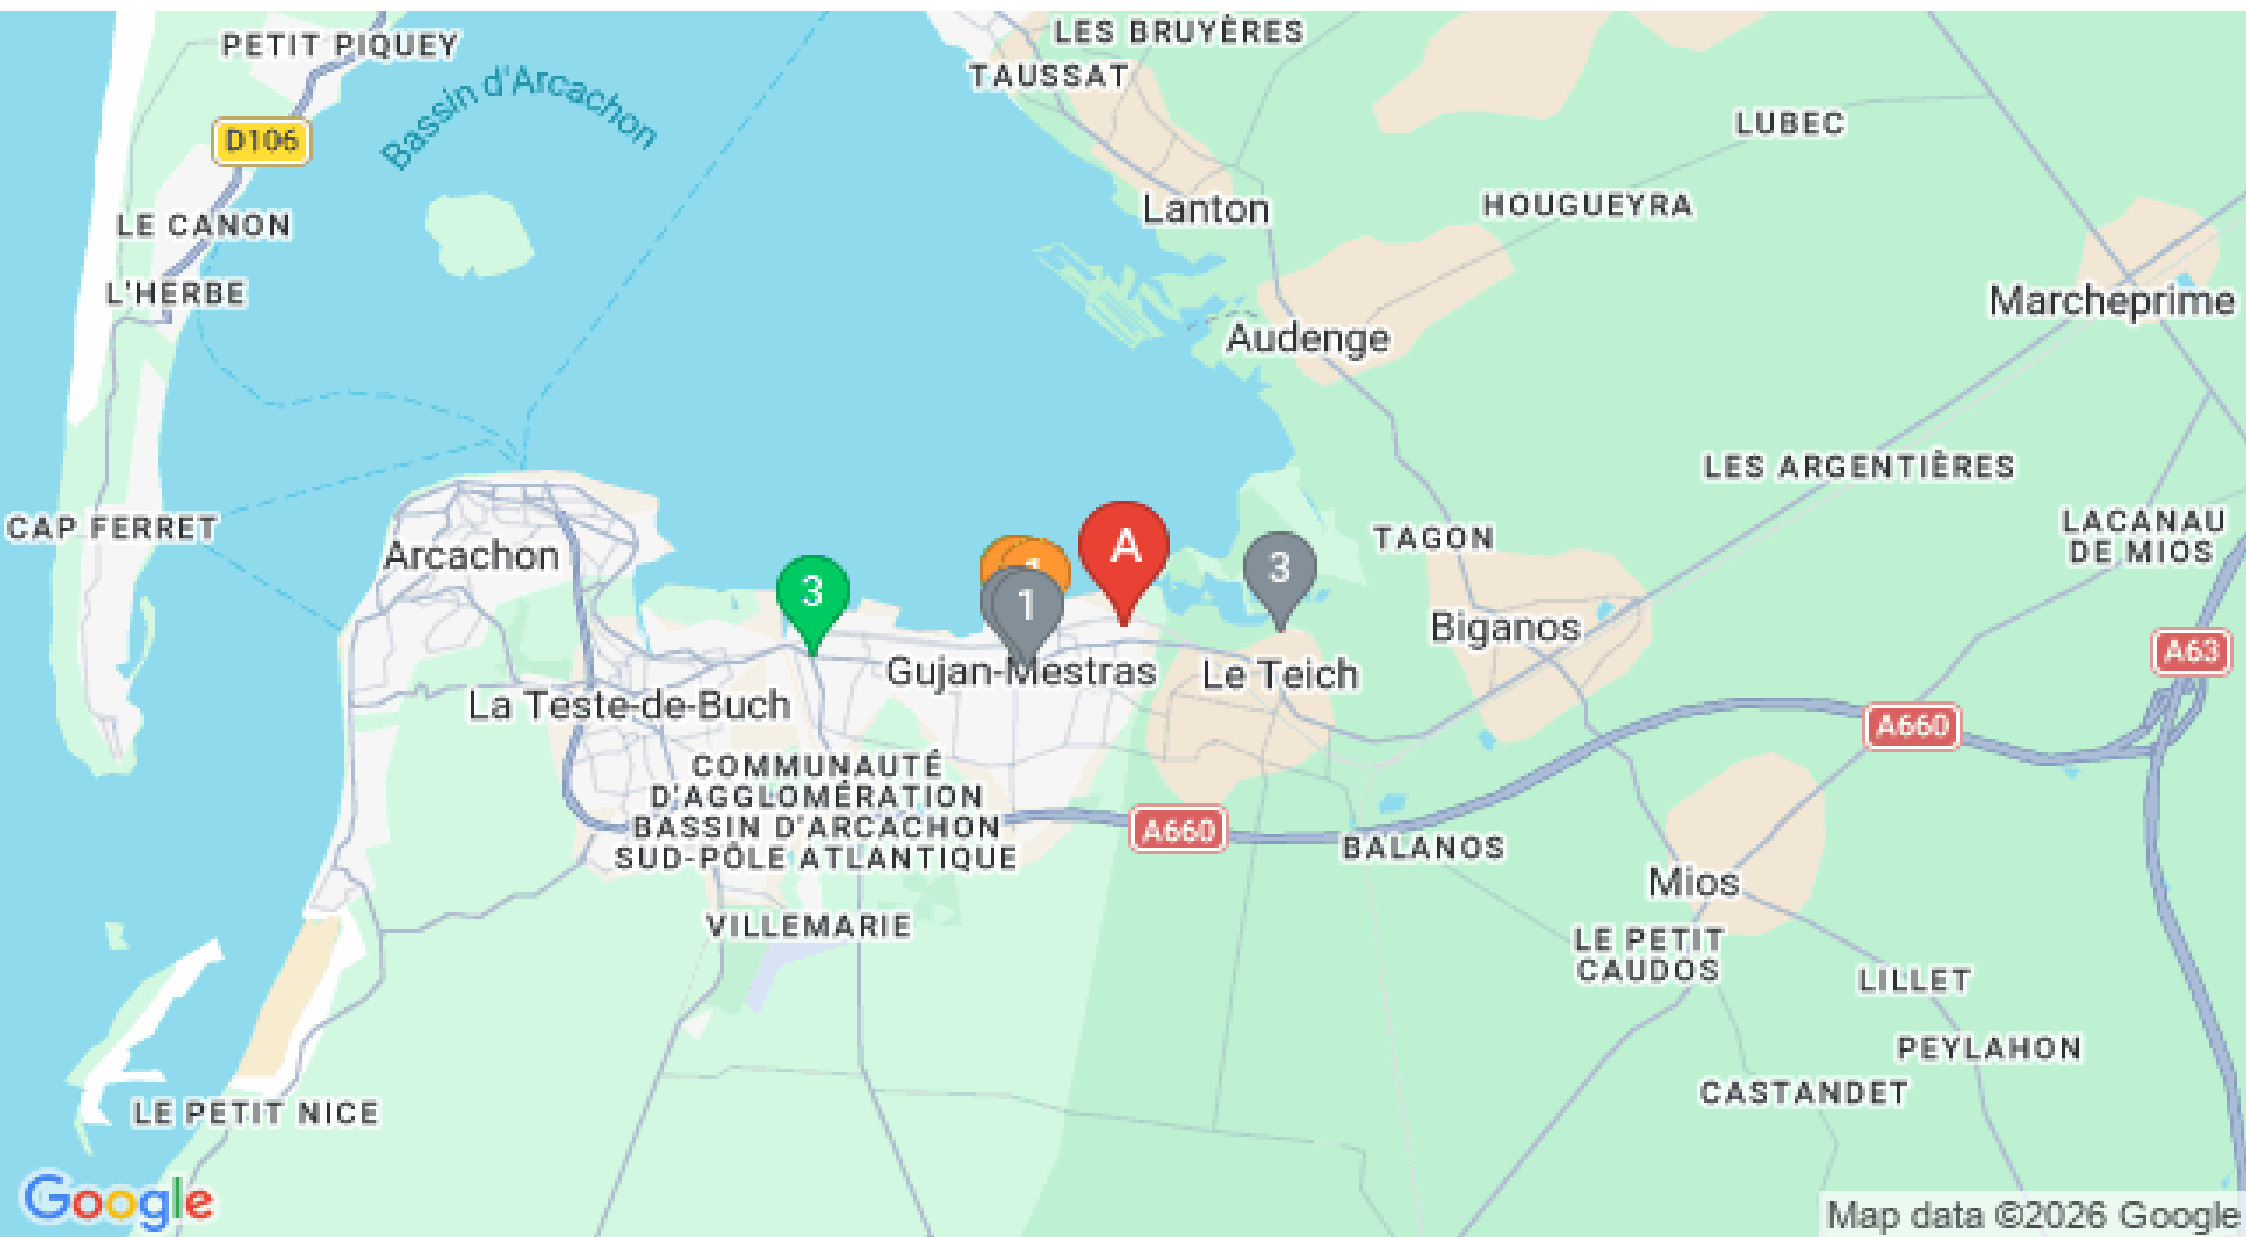 PETIT PIQUEY
LES BRUYÈRES
TAUSSAT
Bassin d'Arcachon
D106
LUBEC
LE CANON
Lanton
HOUGUEYRA
L'HERBE
Marcheprime
Audenge
LES ARGENTIÈRES
CAP FERRET
Arcachon
A
TAGON
LACANAU
DE MIOS
3
1
1
3
Biganos
A63
Gujan-Mestras
Le Teich
La Teste-de-Buch
A660
COMMUNAUTÉ
D'AGGLOMÉRATION
BASSIN D'ARCACHON
SUD-PÔLE ATLANTIQUE
A660
BALANOS
Mios
VILLEMARIE
LE PETIT
CAUDOS
LILLET
PEYLAHON
CASTANDET
LE PETIT NICE
Google
Map data ©2026 Google